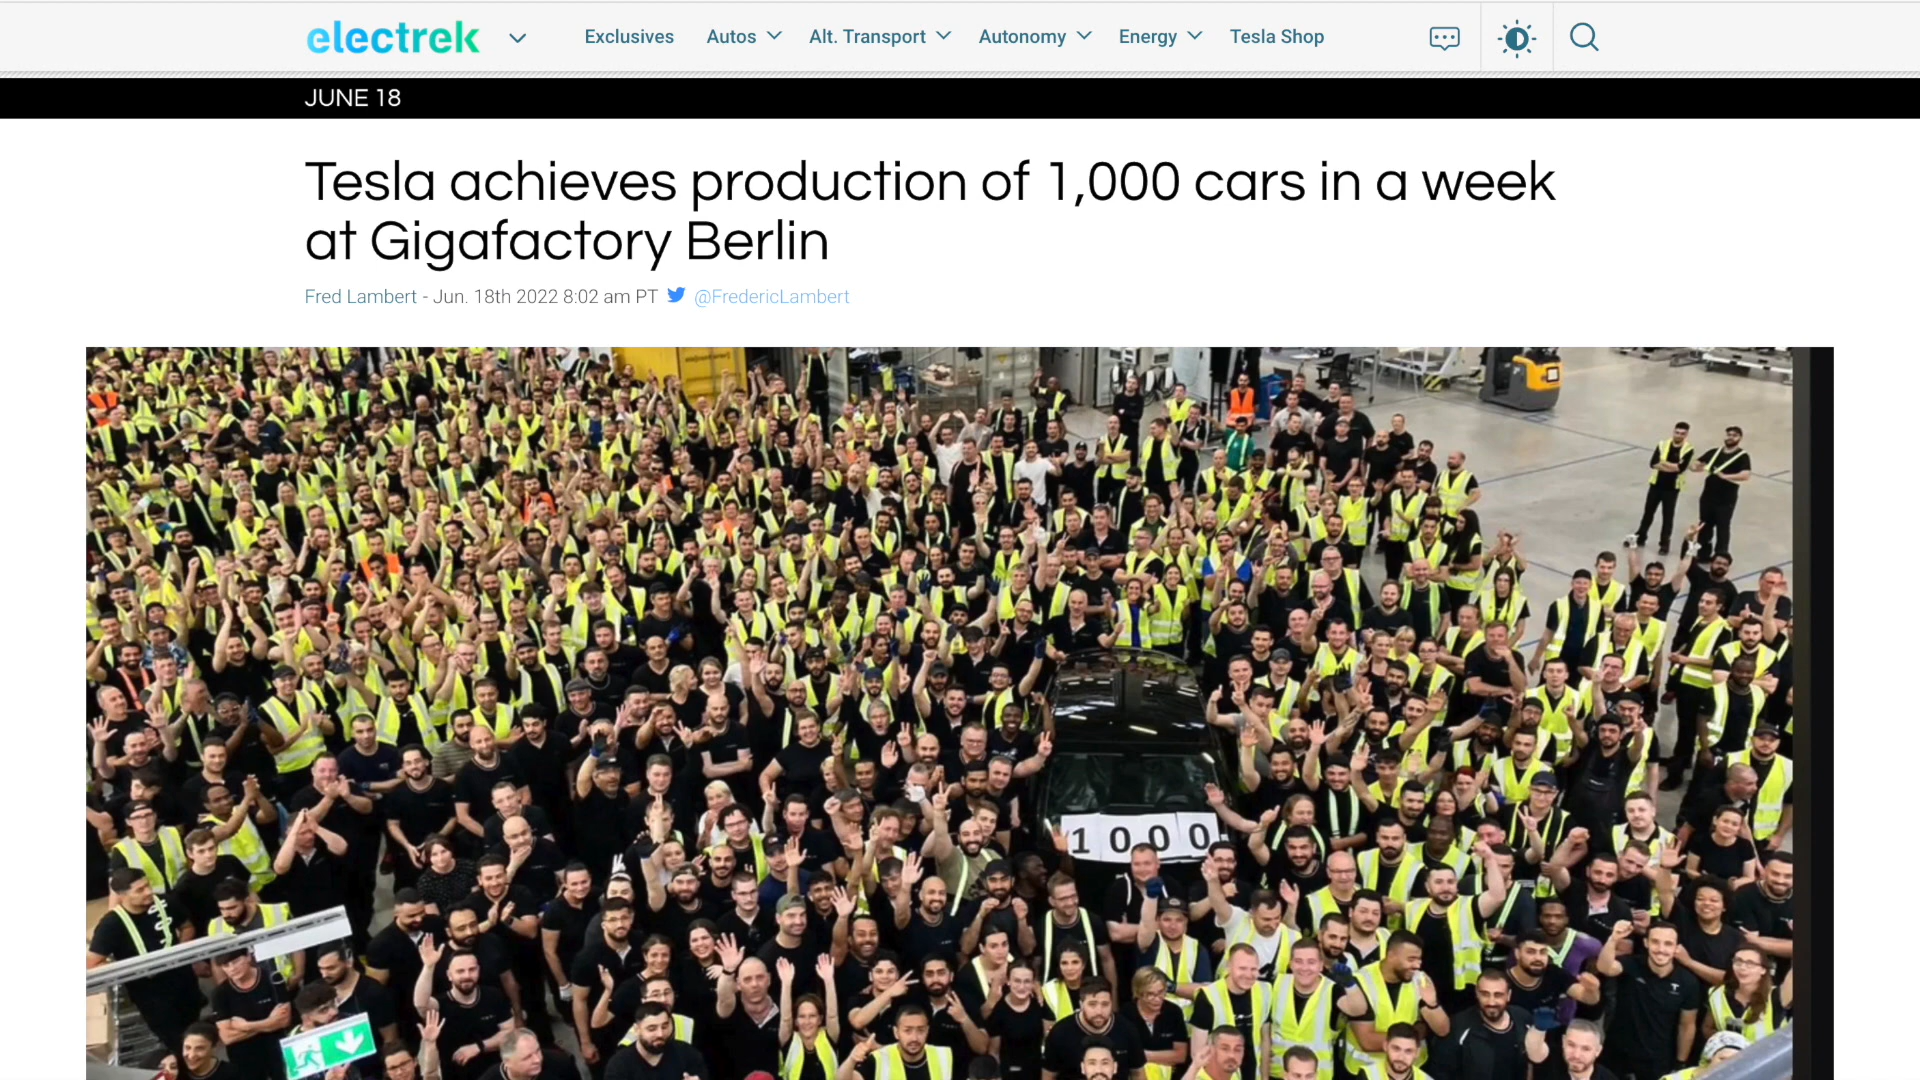 electrek
Exclusives Autos Alt. Transport Autonomy Energy Tesla Shop
JUNE 18
Tesla achieves production of 1,000 cars in a week
at Gigafactory Berlin
Fred Lambert - Jun. 18th 2022 8:02 am PT @FredericLambert
1000